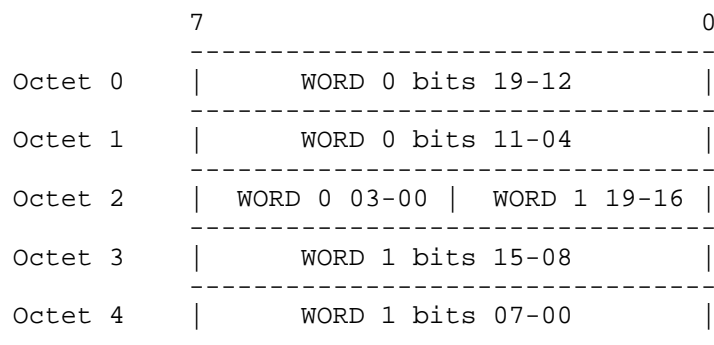 7 0
Octet 0 | WORD 0 bits 19-12 |
Octet 1 | WORD 0 bits 11-04 |
Octet 2 | WORD 0 03-00 | WORD 1 19-16 |
Octet 3 | WORD 1 bits 15-08 |
Octet 4 | WORD 1 bits 07-00 |